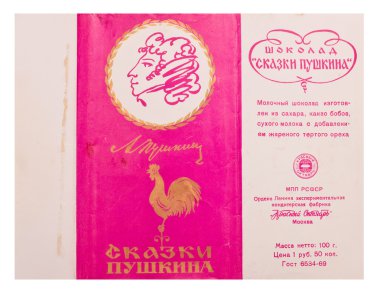 А. Пушкин
СКАЗКИ
ПУШКИНА
ШОКОЛАД
"СКАЗКИ ПУШКИНА"
Молочный шоколад изготов-
лен из сахара, какао бобов,
сухого молока с добавлени-
ем жареного тертого ореха
МПП РСФСР
Ордена Ленина экспериментальная
кондитерская фабрика
„Красный Октябрь"
Москва
Масса нетто: 100 г.
Цена 1 руб. 50 коп.
Гост 6534-69